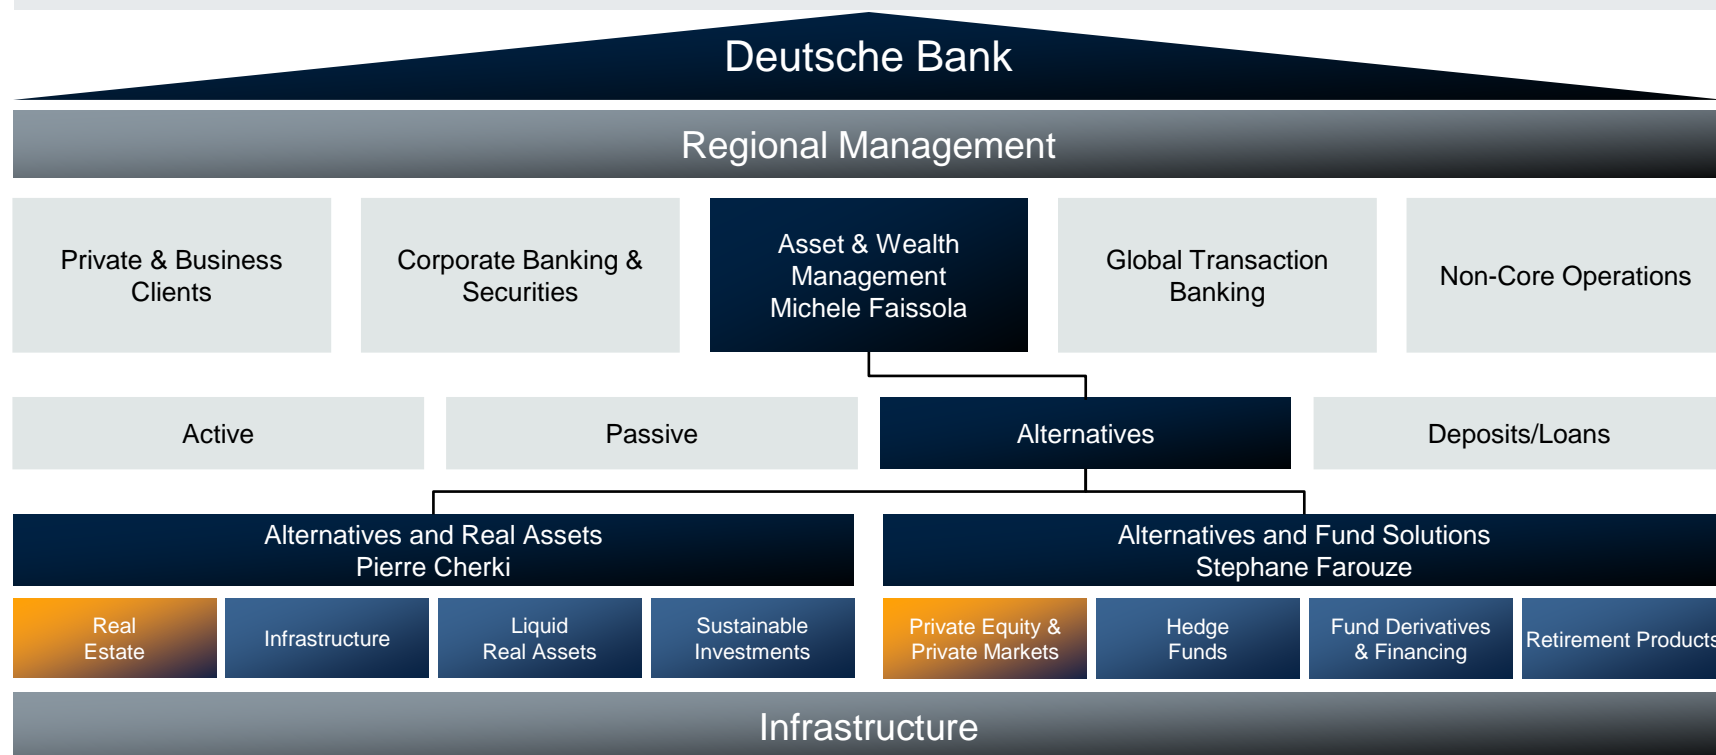 Deutsche Bank
Regional Management
Private & Business
Clients
Corporate Banking &
Securities
Asset & Wealth
Management
Michele Faissola
Global Transaction
Banking
Non-Core Operations
Active
Passive
Alternatives
Deposits/Loans
Alternatives and Real Assets
Pierre Cherki
Alternatives and Fund Solutions
Stephane Farouze
Real
Estate
Infrastructure
Liquid
Real Assets
Sustainable
Investments
Private Equity &
Private Markets
Hedge
Funds
Fund Derivatives
& Financing
Retirement Products
Infrastructure